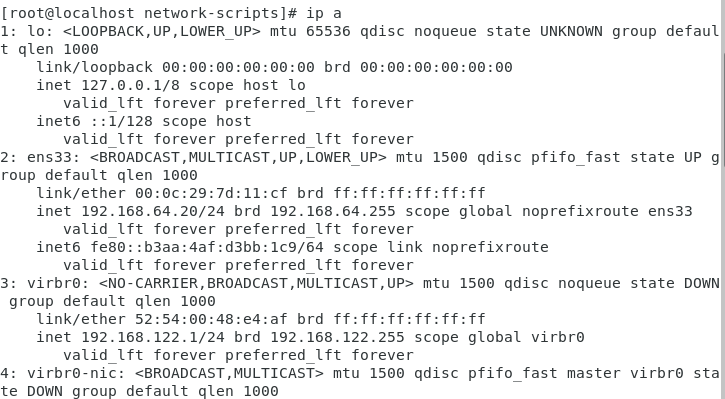 [root@localhost network-scripts]# ip a
1: lo: <LOOPBACK,UP,LOWER_UP> mtu 65536 qdisc noqueue state UNKNOWN group defaul
t qlen 1000
    link/loopback 00:00:00:00:00:00 brd 00:00:00:00:00:00
    inet 127.0.0.1/8 scope host lo
       valid_lft forever preferred_lft forever
    inet6 ::1/128 scope host
       valid_lft forever preferred_lft forever
2: ens33: <BROADCAST,MULTICAST,UP,LOWER_UP> mtu 1500 qdisc pfifo_fast state UP g
roup default qlen 1000
    link/ether 00:0c:29:7d:11:cf brd ff:ff:ff:ff:ff:ff
    inet 192.168.64.20/24 brd 192.168.64.255 scope global noprefixroute ens33
       valid_lft forever preferred_lft forever
    inet6 fe80::b3aa:4af:d3bb:1c9/64 scope link noprefixroute
       valid_lft forever preferred_lft forever
3: virbr0: <NO-CARRIER,BROADCAST,MULTICAST,UP> mtu 1500 qdisc noqueue state DOWN
 group default qlen 1000
    link/ether 52:54:00:48:e4:af brd ff:ff:ff:ff:ff:ff
    inet 192.168.122.1/24 brd 192.168.122.255 scope global virbr0
       valid_lft forever preferred_lft forever
4: virbr0-nic: <BROADCAST,MULTICAST> mtu 1500 qdisc pfifo_fast master virbr0 sta
te DOWN group default qlen 1000